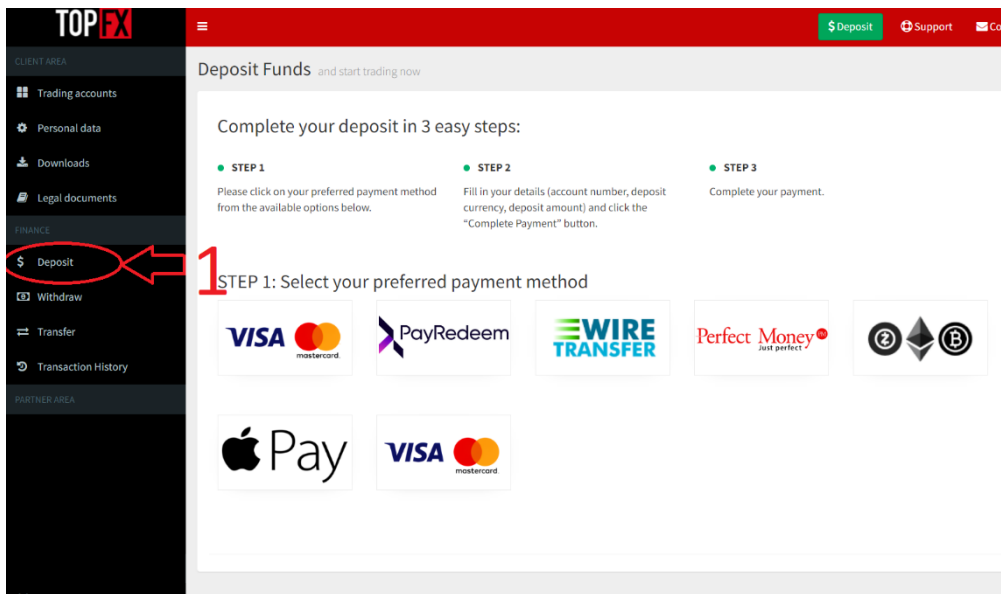 TOPFX
$ Deposit
Support
Co
CLIENT AREA
Trading accounts
Personal data
Downloads
Legal documents
FINANCE
$ Deposit
Withdraw
Transfer
Transaction History
PARTNER AREA
1
Deposit Funds and start trading now
Complete your deposit in 3 easy steps:
STEP 1
Please click on your preferred payment method
from the available options below.
STEP 2
Fill in your details (account number, deposit
currency, deposit amount) and click the
"Complete Payment" button.
STEP 3
Complete your payment.
STEP 1: Select your preferred payment method
VISA mastercard.
PayRedeem
WIRE
TRANSFER
Perfect Money PM
Just perfect
Pay
VISA mastercard.